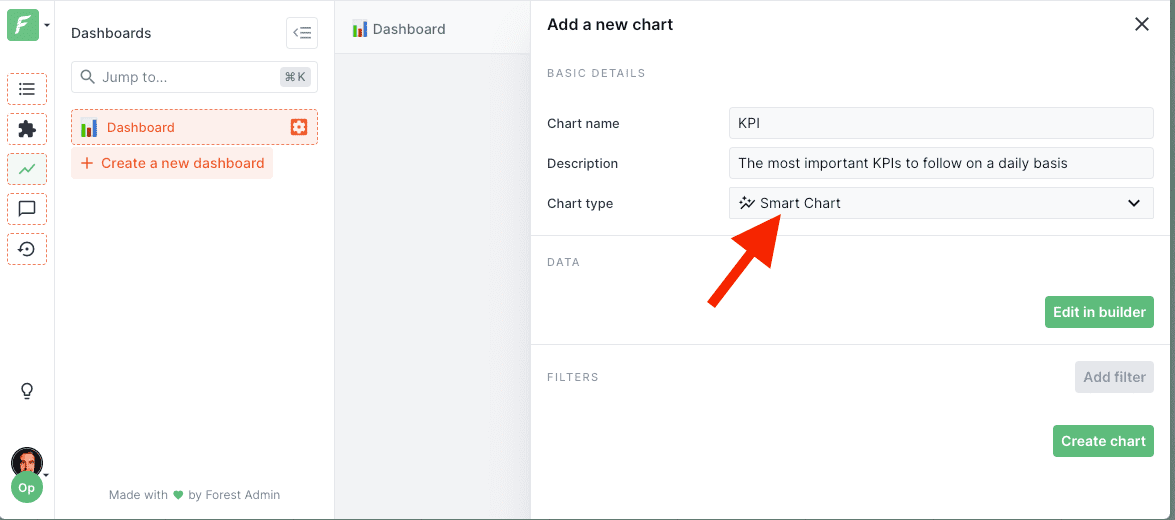 Dashboards
Jump to...
⌘K
Dashboard
+ Create a new dashboard
Op
Made with by Forest Admin
Dashboard
Add a new chart
BASIC DETAILS
Chart name
KPI
Description
The most important KPIs to follow on a daily basis
Chart type
Smart Chart
DATA
Edit in builder
FILTERS
Add filter
Create chart